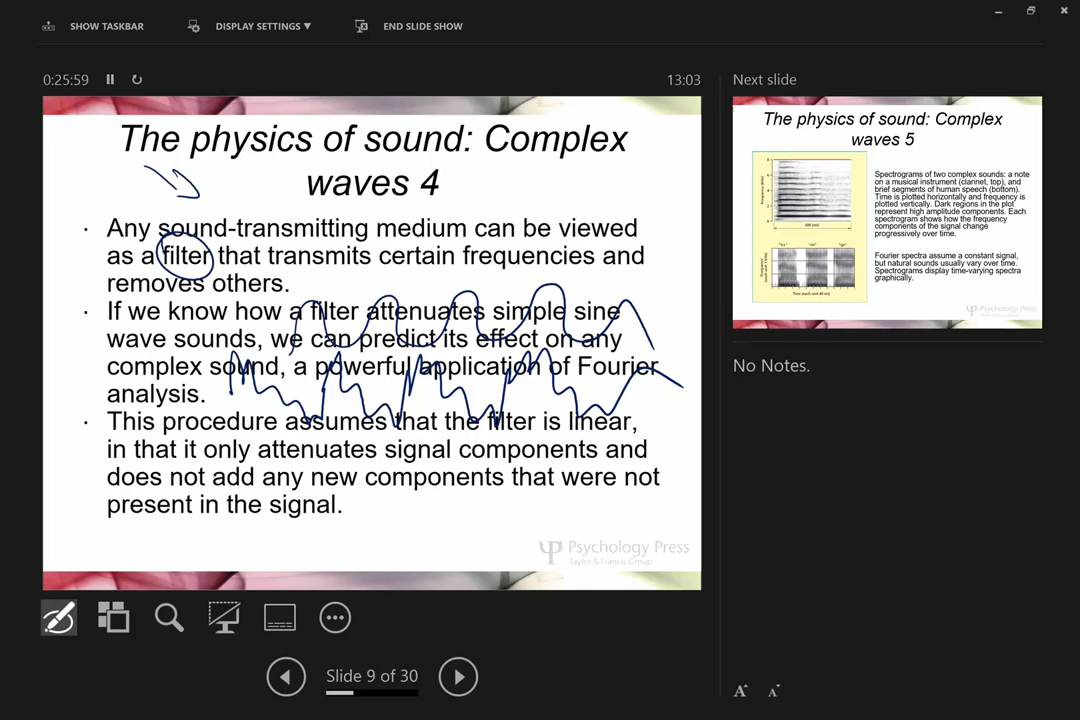 SHOW TASKBAR
DISPLAY SETTINGS ▼
END SLIDE SHOW
0:25:59
13:03
The physics of sound: Complex
waves 4
· Any sound-transmitting medium can be viewed
as a filter that transmits certain frequencies and
removes others.
· If we know how a filter attenuates simple sine
wave sounds, we can predict its effect on any
complex sound, a powerful application of Fourier
analysis.
· This procedure assumes that the filter is linear,
in that it only attenuates signal components and
does not add any new components that were not
present in the signal.
Psychology Press
Taylor & Francis Group
Slide 9 of 30
Next slide
The physics of sound: Complex
waves 5
Spectrograms of two complex sounds: a note
on a musical instrument (clarinet, top), and
brief segments of human speech (bottom).
Time is plotted horizontally and frequency is
plotted vertically. Dark regions in the plot
represent high amplitude components. Each
spectrogram shows how the frequency
components of the signal change
progressively over time.
Fourier spectra assume a constant signal,
but natural sounds usually vary over time.
Spectrograms display time-varying spectra
graphically.
Psychology Press
No Notes.
A A